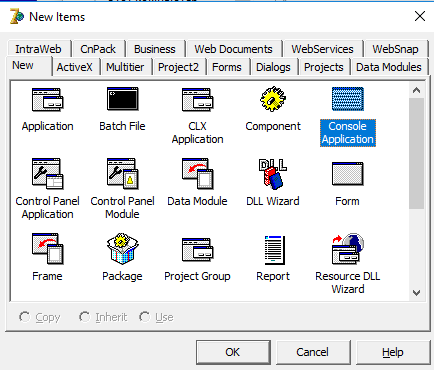 New Items
IntraWeb CnPack Business Web Documents WebServices WebSnap
New ActiveX Multitier Project2 Forms Dialogs Projects Data Modules
Application Batch File CLX Application Component Console Application
Control Panel Application Control Panel Module Data Module DLL Wizard Form
Frame Package Project Group Report Resource DLL Wizard
Copy Inherit Use
OK Cancel Help